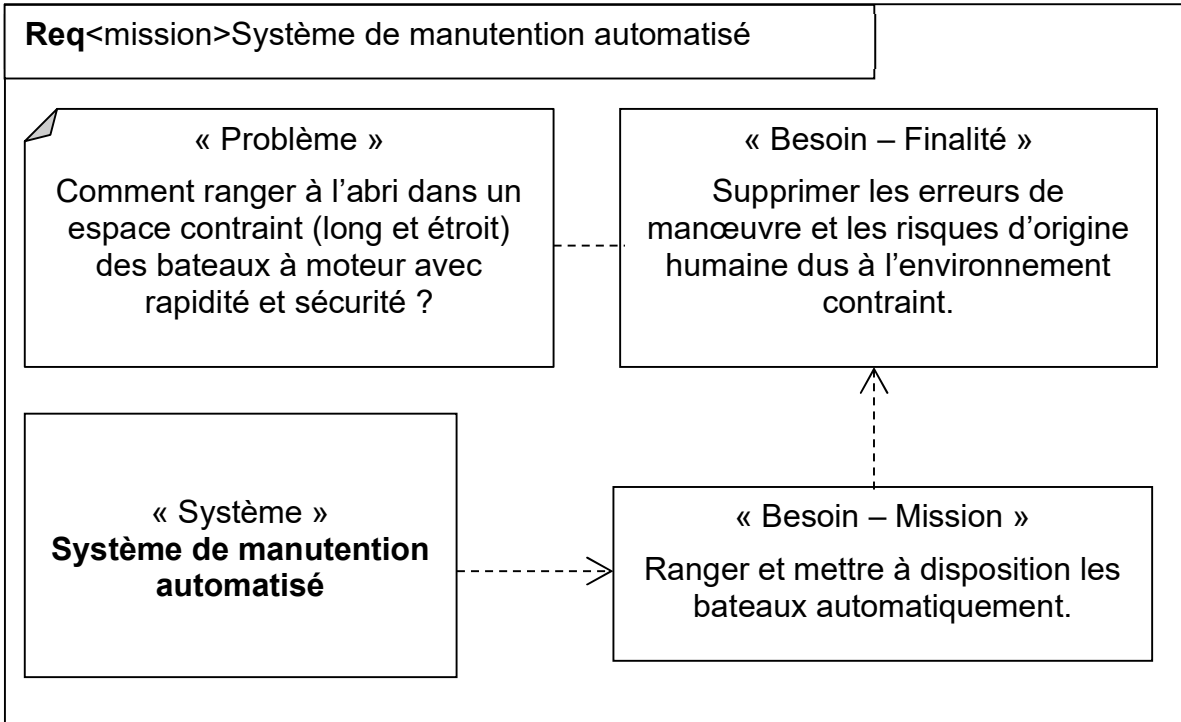 Req<mission>Système de manutention automatisé
« Problème »
Comment ranger à l’abri dans un
espace contraint (long et étroit)
des bateaux à moteur avec
rapidité et sécurité ?
« Besoin – Finalité »
Supprimer les erreurs de
manœuvre et les risques d’origine
humaine dus à l’environnement
contraint.
« Système »
Système de manutention
automatisé
« Besoin – Mission »
Ranger et mettre à disposition les
bateaux automatiquement.